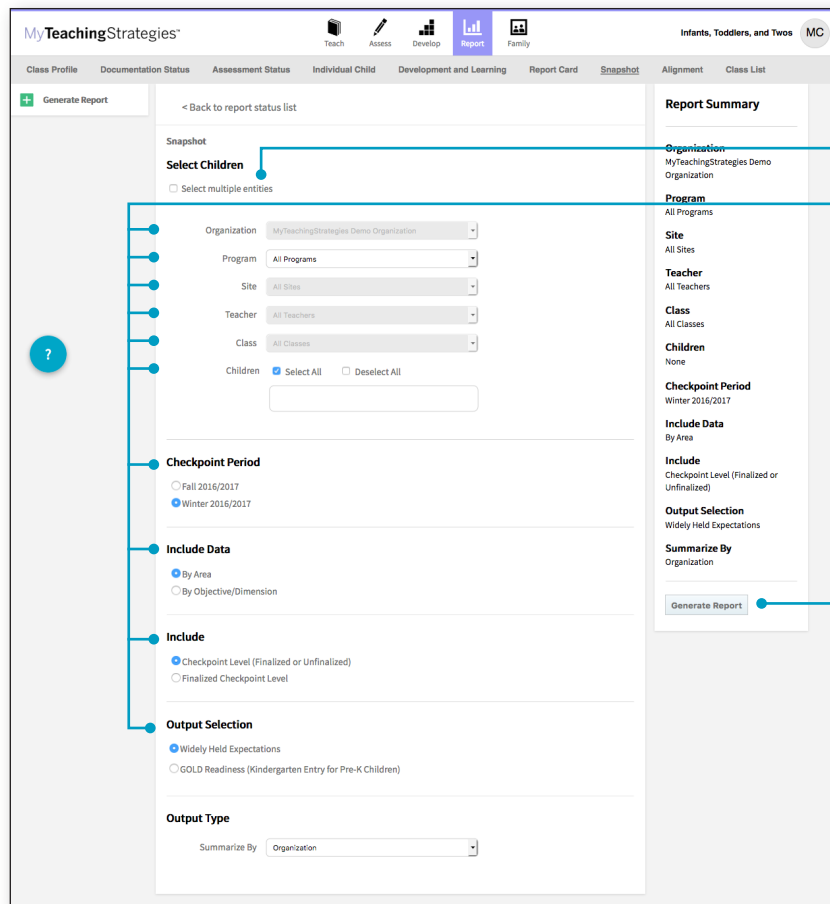 MyTeachingStrategies™
Teach Assess Develop Report Family
Infants, Toddlers, and Twos MC
Class Profile Documentation Status Assessment Status Individual Child Development and Learning Report Card Snapshot Alignment Class List
+ Generate Report
< Back to report status list
Snapshot
Select Children
Select multiple entities
Organization MyTeachingStrategies Demo Organization
Program All Programs
Site All Sites
Teacher All Teachers
Class All Classes
Children Select All Deselect All
Checkpoint Period
Fall 2016/2017
Winter 2016/2017
Include Data
By Area
By Objective/Dimension
Include
Checkpoint Level (Finalized or Unfinalized)
Finalized Checkpoint Level
Output Selection
Widely Held Expectations
GOLD Readiness (Kindergarten Entry for Pre-K Children)
Output Type
Summarize By Organization
?
Report Summary
Organization
MyTeachingStrategies Demo
Organization
Program
All Programs
Site
All Sites
Teacher
All Teachers
Class
All Classes
Children
None
Checkpoint Period
Winter 2016/2017
Include Data
By Area
Include
Checkpoint Level (Finalized or
Unfinalized)
Output Selection
Widely Held Expectations
Summarize By
Organization
Generate Report